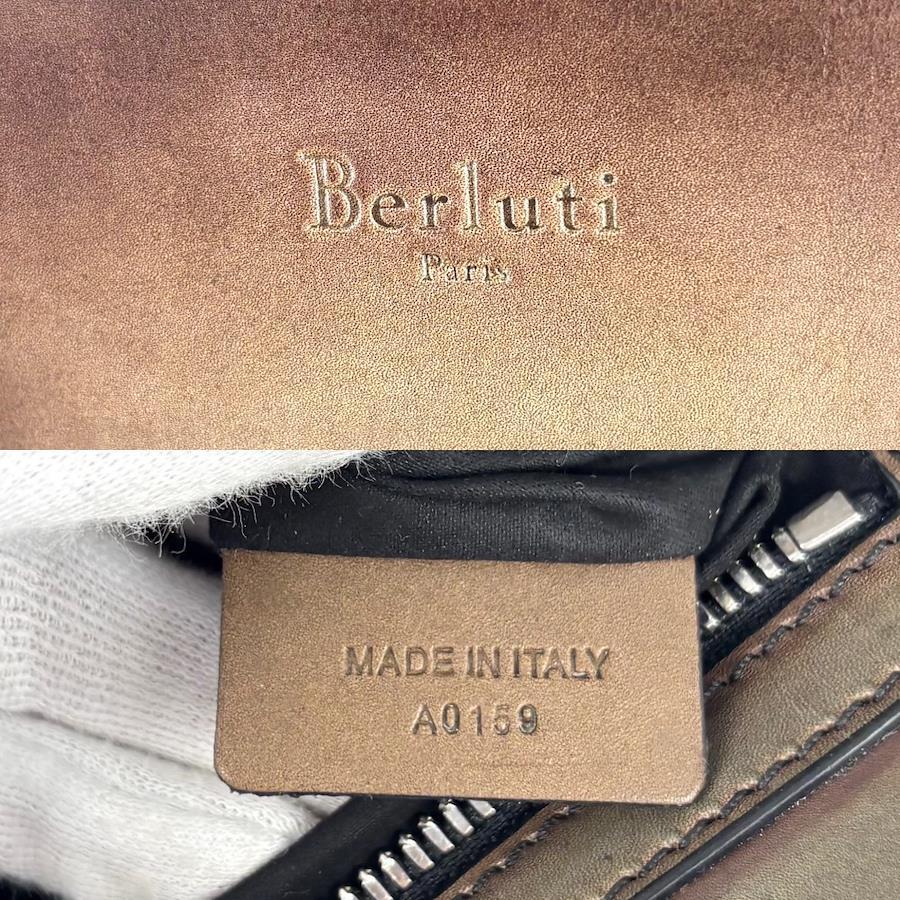 Berluti
Paris
MADE IN ITALY
A0159